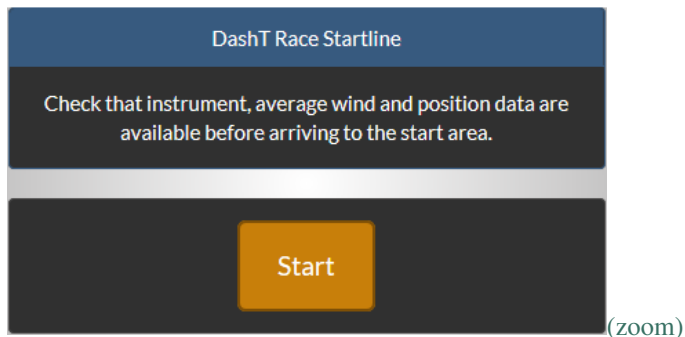 DashT Race Startline
Check that instrument, average wind and position data are
available before arriving to the start area.
Start
(zoom)